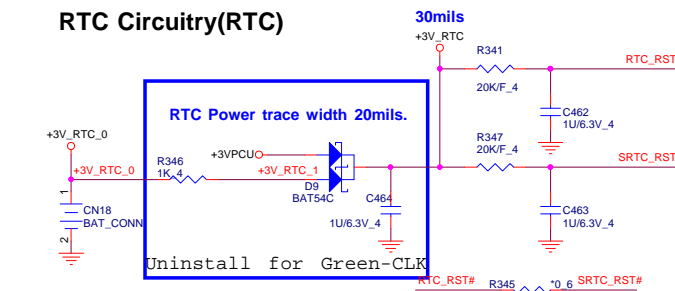 RTC Circuitry(RTC)
30mils
+3V_RTC
R341
RTC_RST
20K/F_4
RTC Power trace width 20mils.
C462
1U/6.3V_4
+3V_RTC_0
R347
20K/F_4
+3VPCU
SRTC_RST
R346
+3V_RTC_0
1K_4
+3V_RTC_1
D9
BAT54C
C464
1
CN18
BAT_CONN
2
1U/6.3V_4
C463
1U/6.3V_4
Uninstall for Green-CLK
RTC_RST#
R345
*0_6
SRTC_RST#